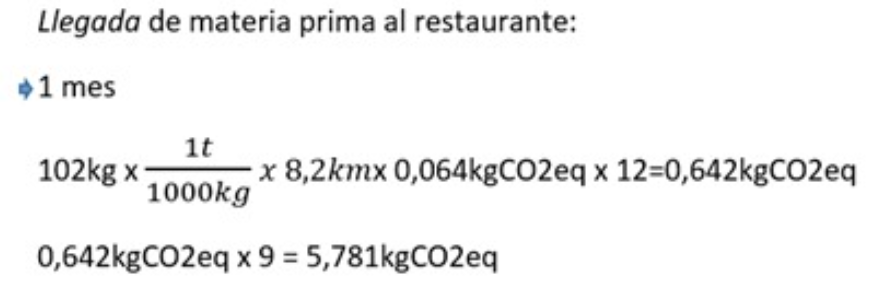 Llegada de materia prima al restaurante:
1 mes
102kg x 1t/1000kg x 8,2kmx 0,064kgCO2eq x 12=0,642kgCO2eq
0,642kgCO2eq x 9 = 5,781kgCO2eq